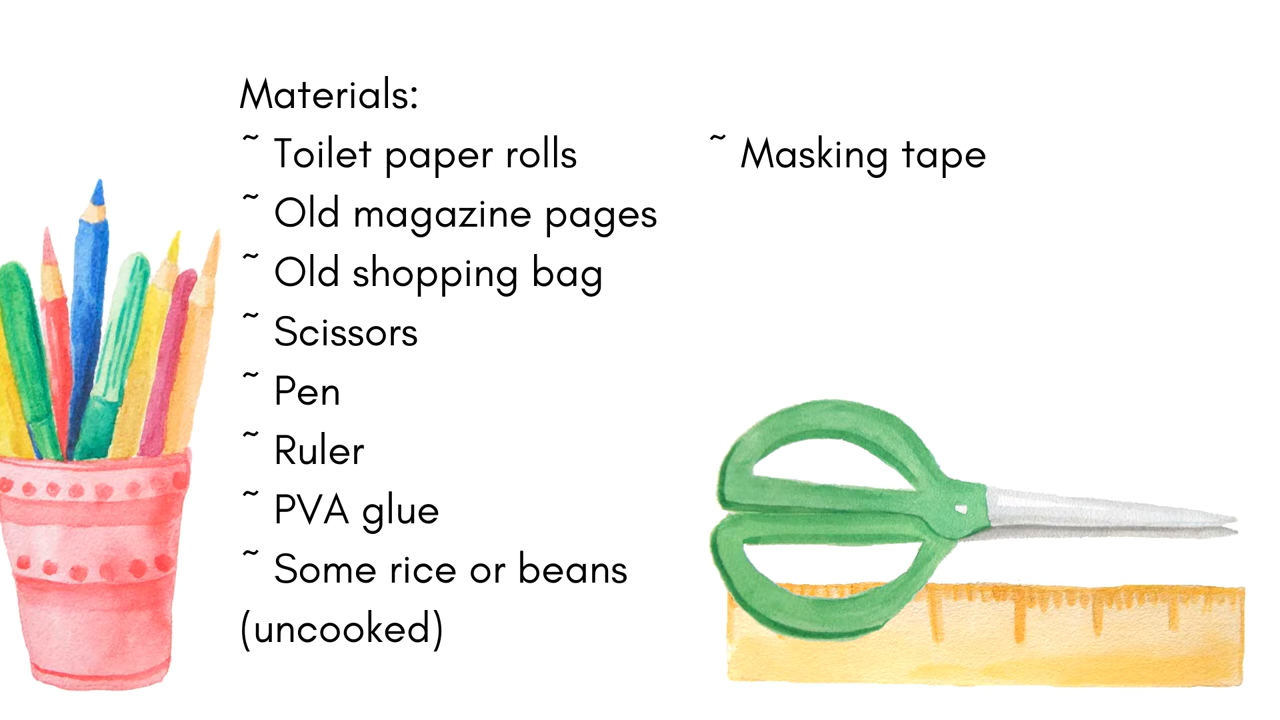 Materials:
~ Toilet paper rolls
~ Old magazine pages
~ Old shopping bag
~ Scissors
~ Pen
~ Ruler
~ PVA glue
~ Some rice or beans
(uncooked)
~ Masking tape